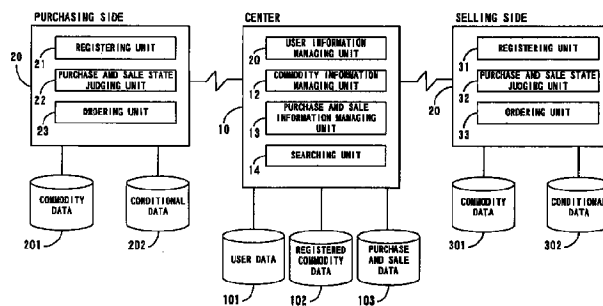 PURCHASING SIDE
20
21
REGISTERING UNIT
22
PURCHASE AND SALE STATE
JUDGING UNIT
23
ORDERING UNIT
COMMODITY
DATA
201
CONDITIONAL
DATA
202
CENTER
10
20
USER INFORMATION
MANAGING UNIT
12
COMMODITY INFORMATION
MANAGING UNIT
13
PURCHASE AND SALE
INFORMATION MANAGING
UNIT
14
SEARCHING UNIT
USER DATA
101
REGISTERED
COMMODITY
DATA
102
PURCHASE
AND SALE
DATA
103
SELLING SIDE
20
31
REGISTERING UNIT
32
PURCHASE AND SALE STATE
JUDGING UNIT
33
ORDERING UNIT
COMMODITY
DATA
301
CONDITIONAL
DATA
302